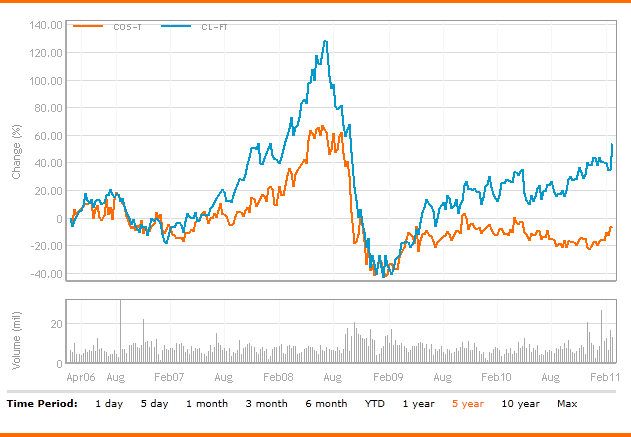 COS-T CL-FT
Change (%)
140.00
120.00
100.00
80.00
60.00
40.00
20.00
0
-20.00
-40.00
Volume (mil)
20
0
Apr06 Aug Feb07 Aug Feb08 Aug Feb09 Aug Feb10 Aug Feb11
Time Period: 1 day 5 day 1 month 3 month 6 month YTD 1 year 5 year 10 year Max